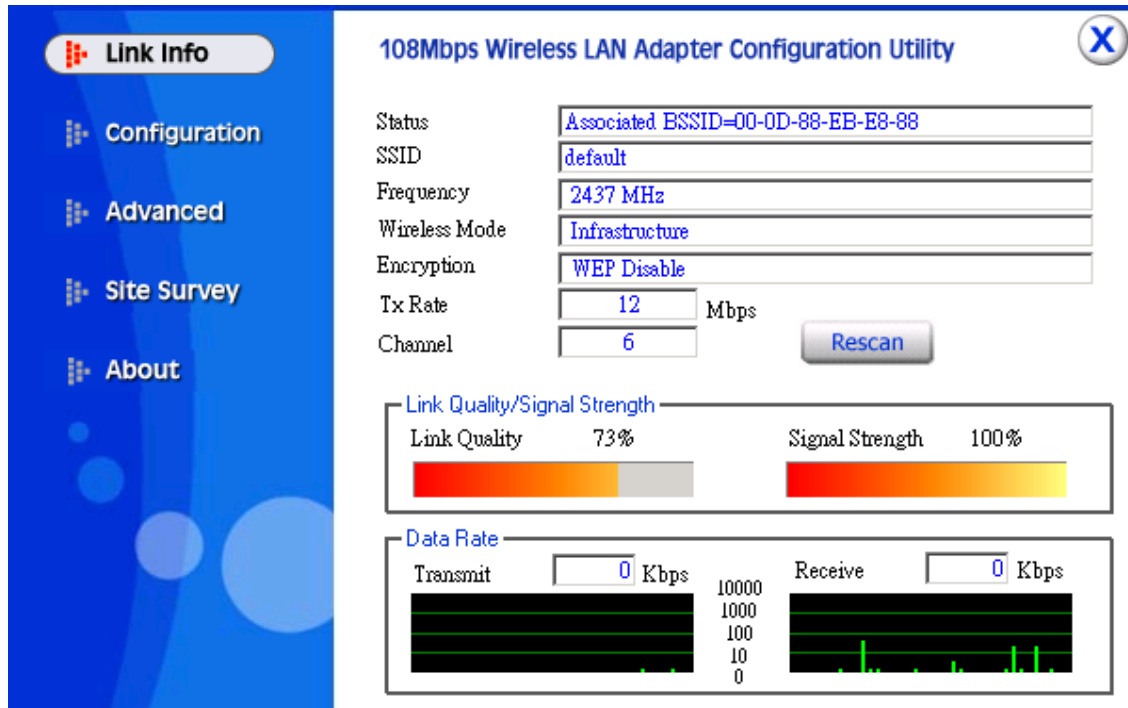 Link Info
Configuration
Advanced
Site Survey
About
108Mbps Wireless LAN Adapter Configuration Utility
X
Status Associated BSSID=00-0D-88-EB-E8-88
SSID default
Frequency 2437 MHz
Wireless Mode Infrastructure
Encryption WEP Disable
Tx Rate 12 Mbps
Channel 6 Rescan
Link Quality/Signal Strength
Link Quality 73% Signal Strength 100%
Data Rate
Transmit 0 Kbps Receive 0 Kbps
10000
1000
100
10
0